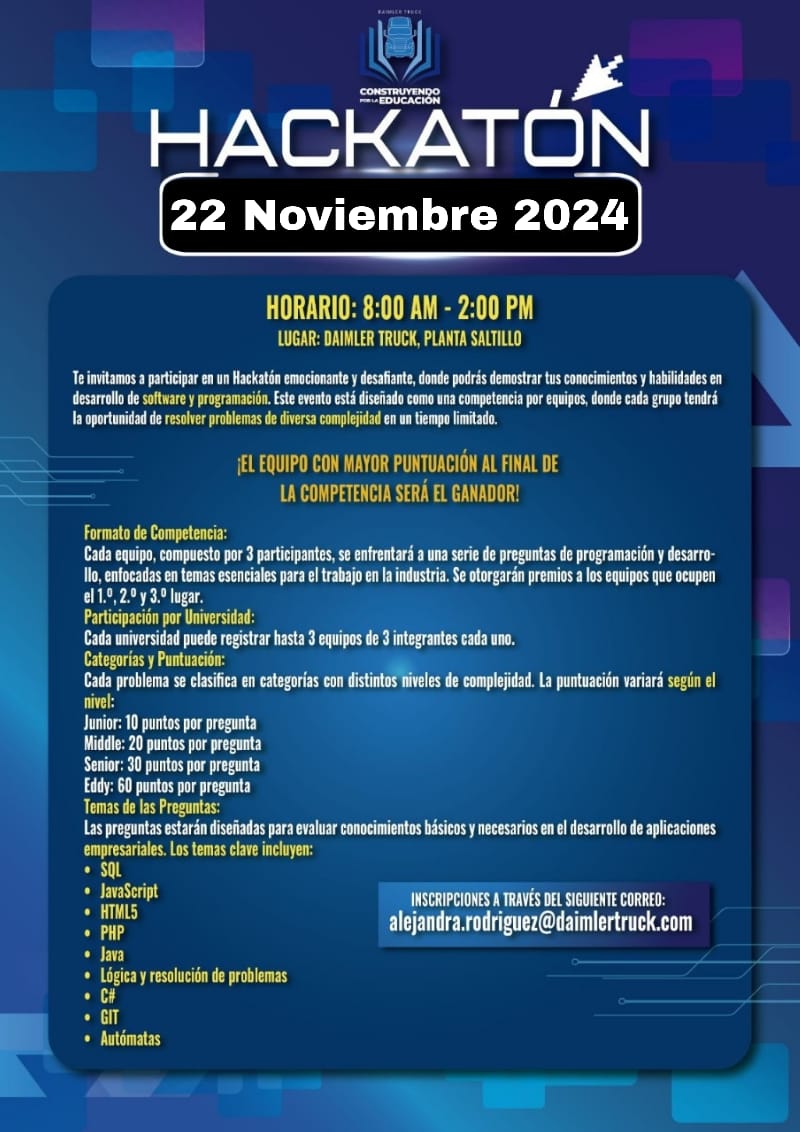 DAIMLER TRUCK
CONSTRUYENDO
POR LA EDUCACIÓN
HACKATÓN
22 Noviembre 2024
HORARIO: 8:00 AM - 2:00 PM
LUGAR: DAIMLER TRUCK, PLANTA SALTILLO
Te invitamos a participar en un Hackatón emocionante y desafiante, donde podrás demostrar tus conocimientos y habilidades en
desarrollo de software y programación. Este evento está diseñado como una competencia por equipos, donde cada grupo tendrá
la oportunidad de resolver problemas de diversa complejidad en un tiempo limitado.
¡EL EQUIPO CON MAYOR PUNTUACIÓN AL FINAL DE
LA COMPETENCIA SERÁ EL GANADOR!
Formato de Competencia:
Cada equipo, compuesto por 3 participantes, se enfrentará a una serie de preguntas de programación y desarro-
llo, enfocadas en temas esenciales para el trabajo en la industria. Se otorgarán premios a los equipos que ocupen
el 1.º, 2.º y 3.º lugar.
Participación por Universidad:
Cada universidad puede registrar hasta 3 equipos de 3 integrantes cada uno.
Categorías y Puntuación:
Cada problema se clasifica en categorías con distintos niveles de complejidad. La puntuación variará según el
nivel:
Junior: 10 puntos por pregunta
Middle: 20 puntos por pregunta
Senior: 30 puntos por pregunta
Eddy: 60 puntos por pregunta
Temas de las Preguntas:
Las preguntas estarán diseñadas para evaluar conocimientos básicos y necesarios en el desarrollo de aplicaciones
empresariales. Los temas clave incluyen:
• SQL
• JavaScript
• HTML5
• PHP
• Java
• Lógica y resolución de problemas
• C#
• GIT
• Autómatas
INSCRIPCIONES A TRAVÉS DEL SIGUIENTE CORREO:
alejandra.rodriguez@daimlertruck.com